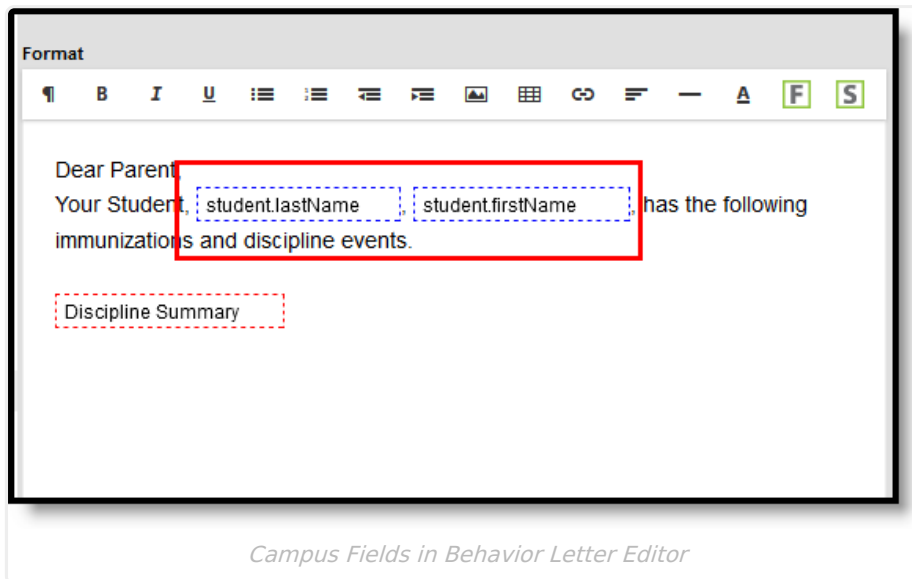 Format
¶ B I U A F S
Dear Parent,
Your Student, student.lastName , student.firstName , has the following
immunizations and discipline events.
Discipline Summary
Campus Fields in Behavior Letter Editor